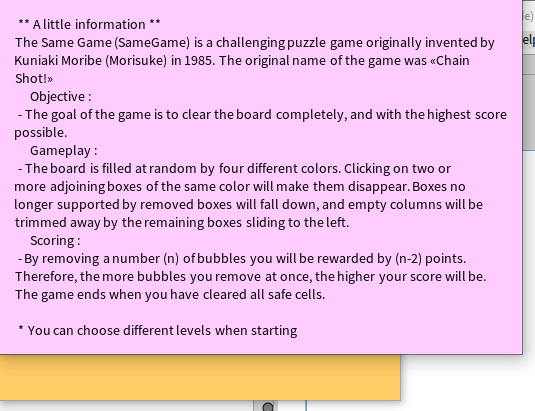 ** A little information **
The Same Game (SameGame) is a challenging puzzle game originally invented by
Kuniaki Moribe (Morisuke) in 1985. The original name of the game was «Chain
Shot!»
Objective :
- The goal of the game is to clear the board completely, and with the highest score
possible.
Gameplay :
- The board is filled at random by four different colors. Clicking on two or
more adjoining boxes of the same color will make them disappear. Boxes no
longer supported by removed boxes will fall down, and empty columns will be
trimmed away by the remaining boxes sliding to the left.
Scoring :
- By removing a number (n) of bubbles you will be rewarded by (n-2) points.
Therefore, the more bubbles you remove at once, the higher your score will be.
The game ends when you have cleared all safe cells.
* You can choose different levels when starting